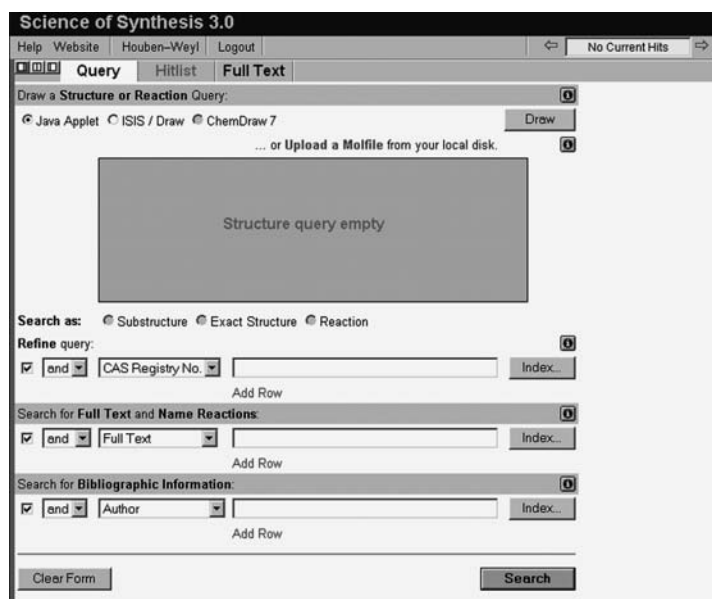 Science of Synthesis 3.0
Help Website Houben–Weyl Logout No Current Hits
Query Hitlist Full Text
Draw a Structure or Reaction Query:
Java Applet ISIS / Draw ChemDraw 7 Draw
... or Upload a Molfile from your local disk.
Structure query empty
Search as: Substructure Exact Structure Reaction
Refine query:
and CAS Registry No. Index...
Add Row
Search for Full Text and Name Reactions:
and Full Text Index...
Add Row
Search for Bibliographic Information:
and Author Index...
Add Row
Clear Form Search